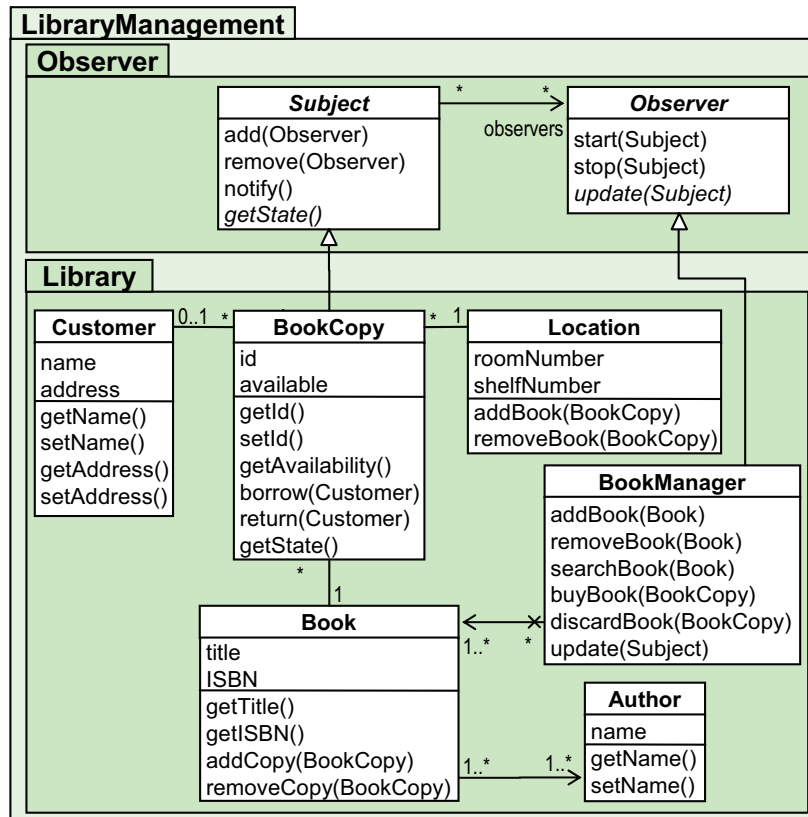 LibraryManagement
Observer
Subject
add(Observer)
remove(Observer)
notify()
getState()
* *
observers
Observer
start(Subject)
stop(Subject)
update(Subject)
Library
Customer
name
address
getName()
setName()
getAddress()
setAddress()
0..1 *
BookCopy
id
available
getId()
setId()
getAvailability()
borrow(Customer)
return(Customer)
getState()
* 1
Location
roomNumber
shelfNumber
addBook(BookCopy)
removeBook(BookCopy)
BookManager
addBook(Book)
removeBook(Book)
searchBook(Book)
buyBook(BookCopy)
discardBook(BookCopy)
update(Subject)
*
1
Book
title
ISBN
getTitle()
getISBN()
addCopy(BookCopy)
removeCopy(BookCopy)
1..* *
1..* 1..*
Author
name
getName()
setName()